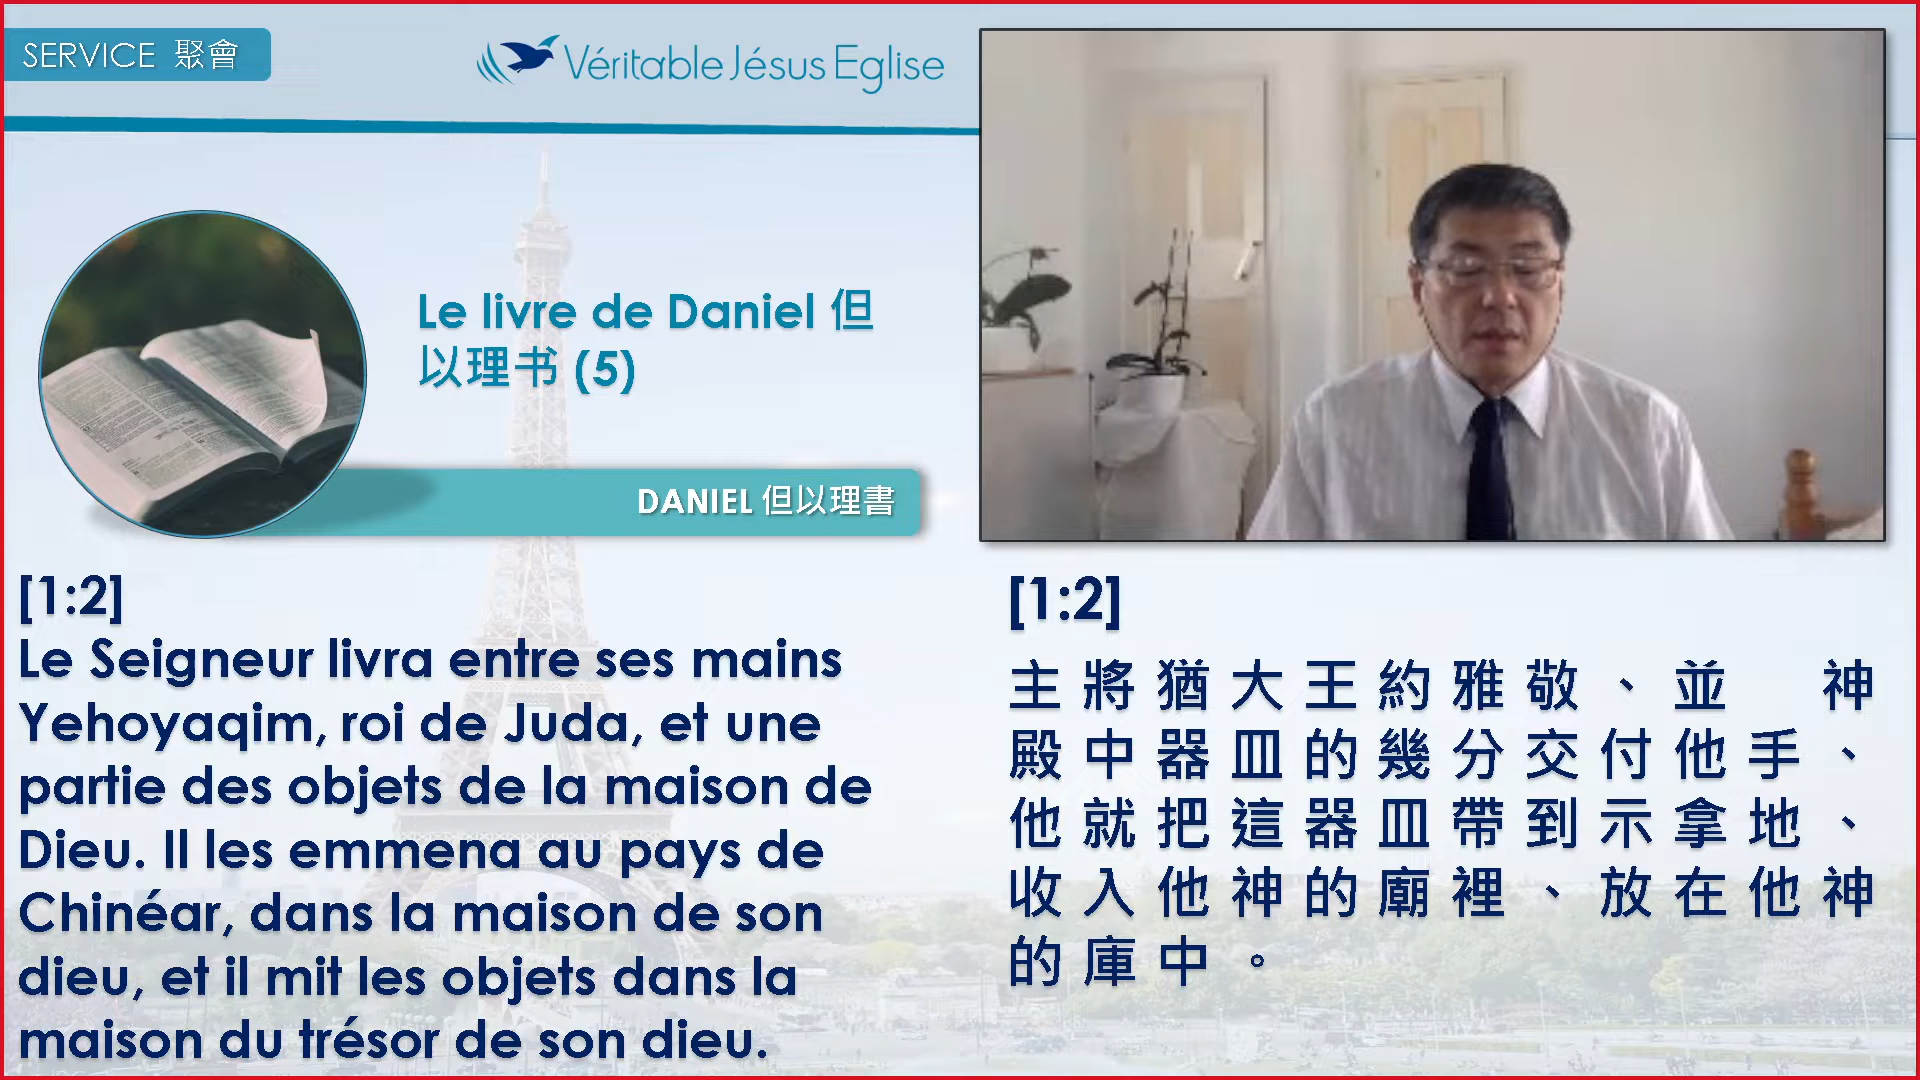 SERVICE 聚會
Véritable Jésus Eglise
Le livre de Daniel 但
以理书 (5)
DANIEL 但以理書
[1:2]
Le Seigneur livra entre ses mains
Yehoyaqim, roi de Juda, et une
partie des objets de la maison de
Dieu. Il les emmena au pays de
Chinéar, dans la maison de son
dieu, et il mit les objets dans la
maison du trésor de son dieu.
[1:2]
主將猶大王約雅敬、並　神
殿中器皿的幾分交付他手、
他就把這器皿帶到示拿地、
收入他神的廟裡、放在他神
的庫中。